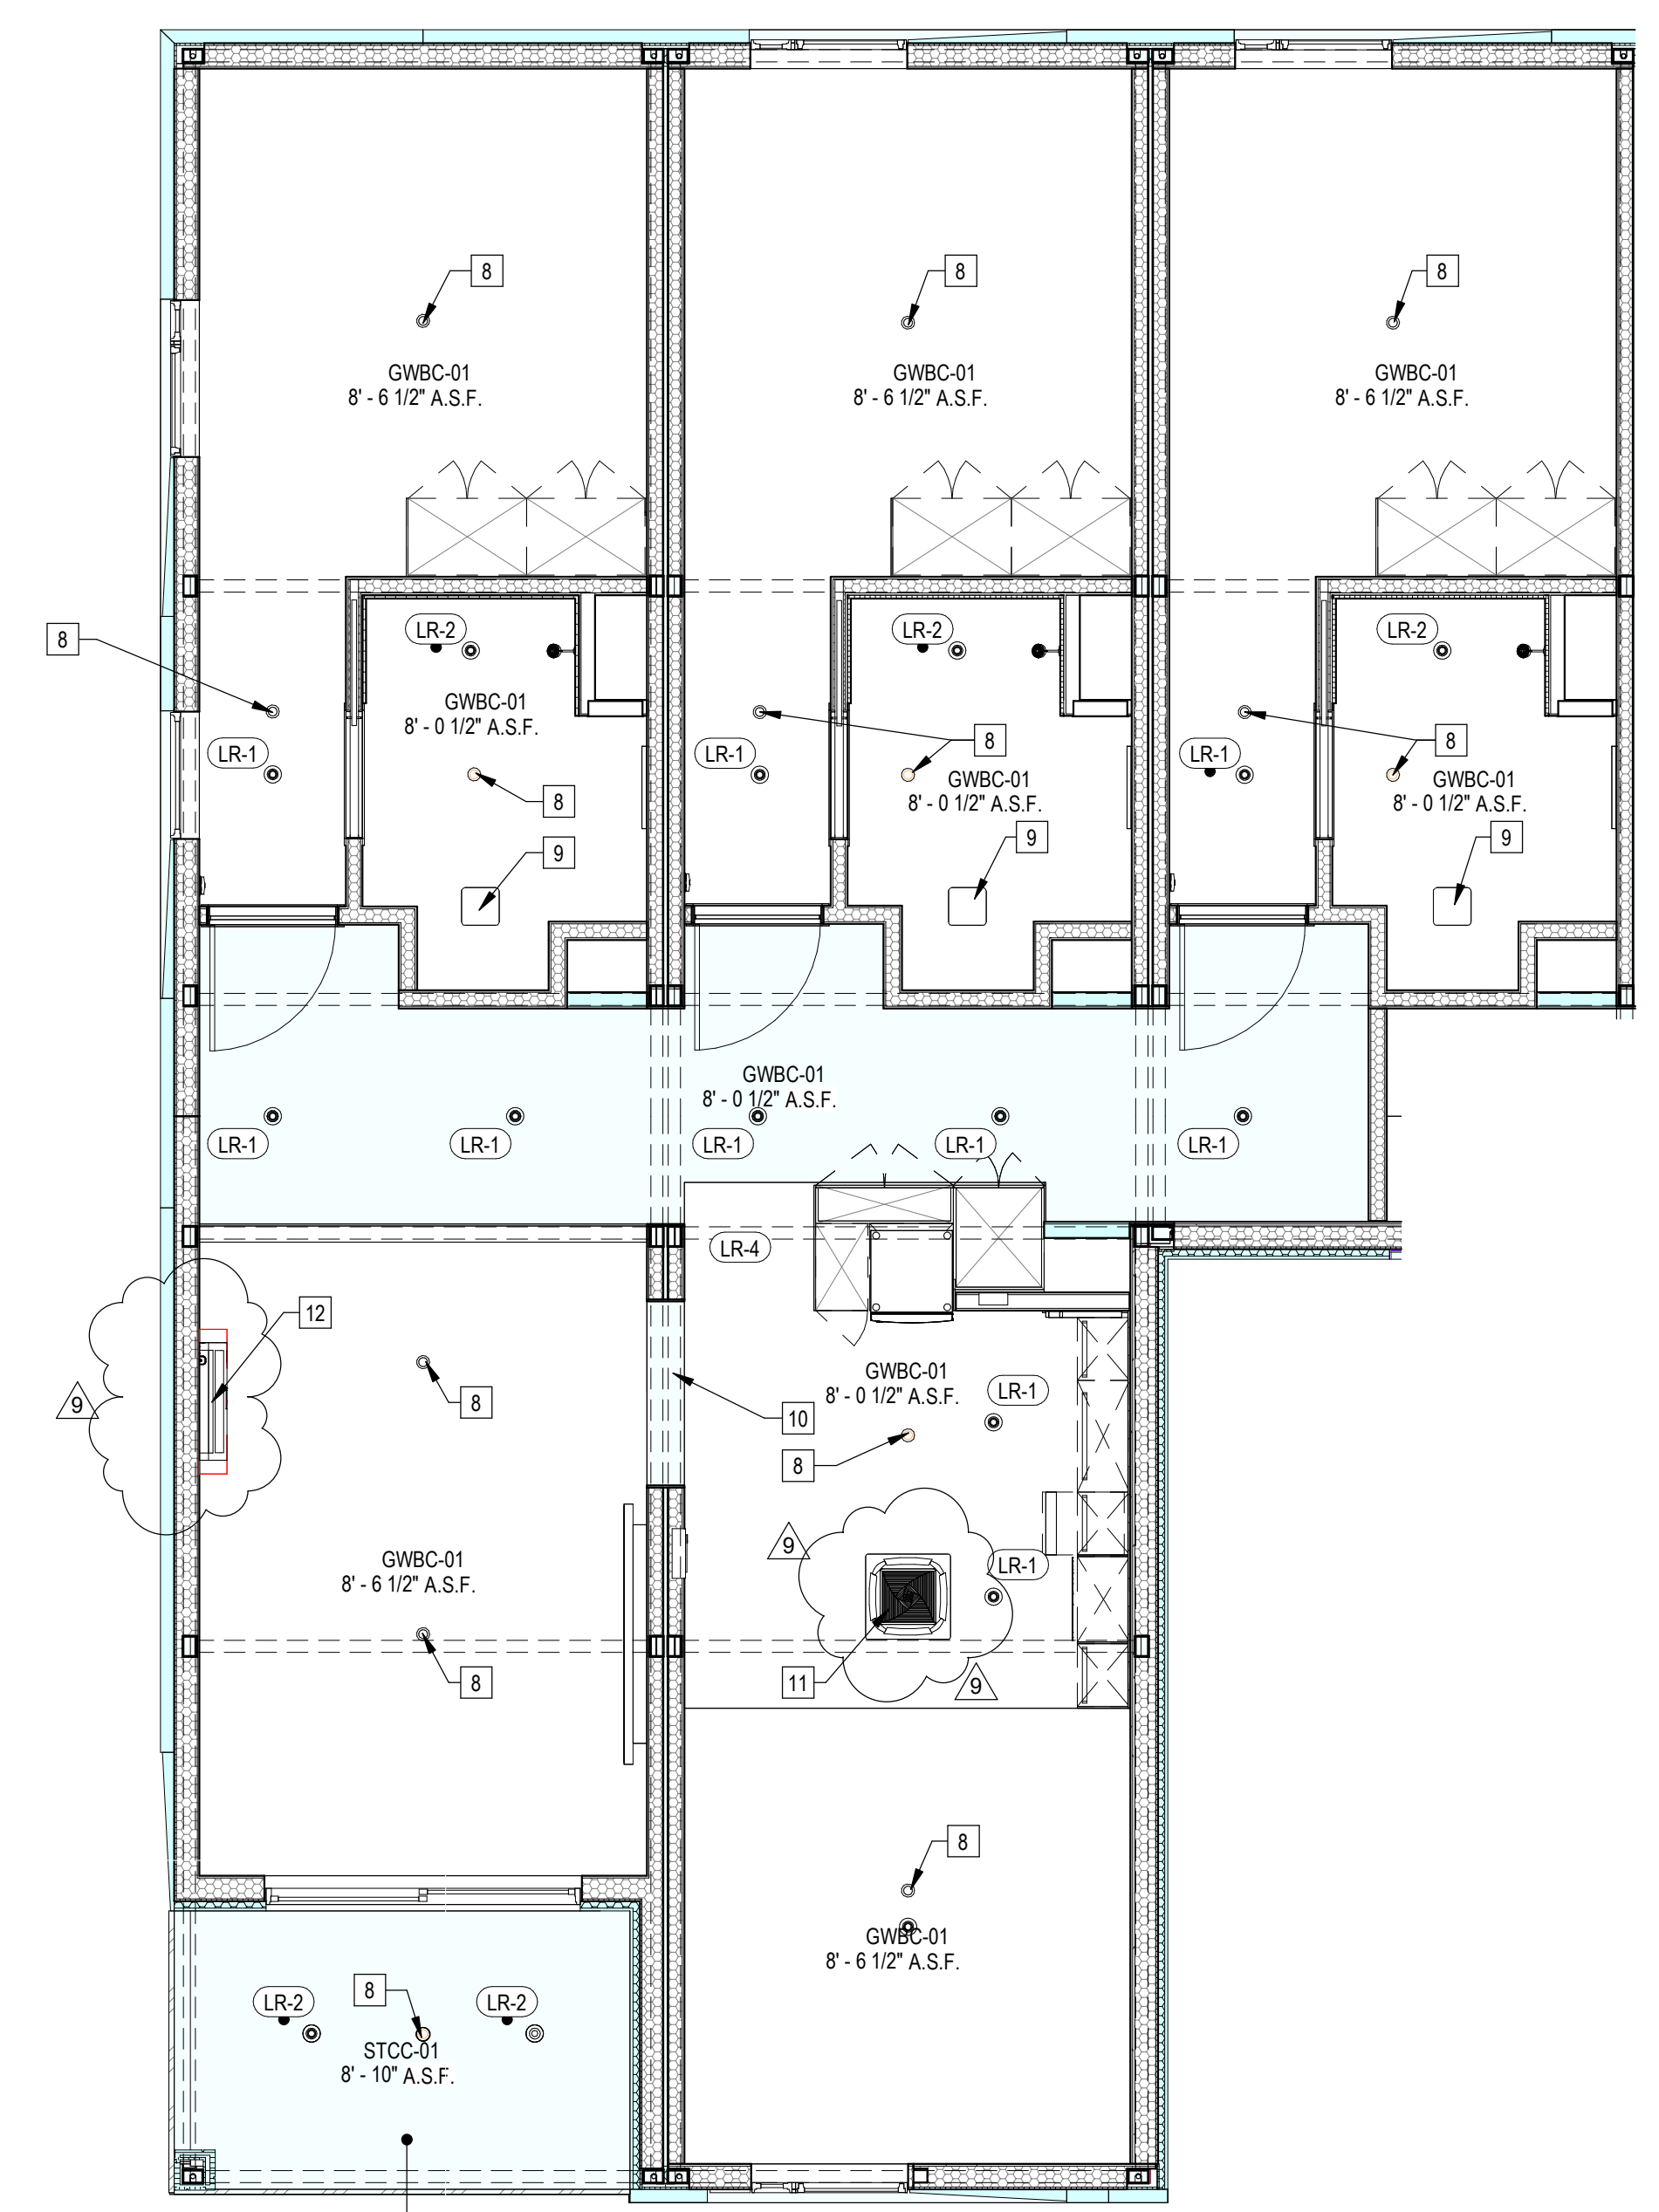 8
8
8
GWBC-01
8' - 6 1/2" A.S.F.
GWBC-01
8' - 6 1/2" A.S.F.
GWBC-01
8' - 6 1/2" A.S.F.
8
LR-2
LR-2
LR-2
GWBC-01
8' - 0 1/2" A.S.F.
LR-1
LR-1
8
LR-1
8
GWBC-01
8' - 0 1/2" A.S.F.
GWBC-01
8' - 0 1/2" A.S.F.
8
9
9
9
GWBC-01
8' - 0 1/2" A.S.F.
LR-1
LR-1
LR-1
LR-1
LR-1
LR-4
12
9
8
GWBC-01
8' - 0 1/2" A.S.F.
LR-1
10
8
9
GWBC-01
8' - 6 1/2" A.S.F.
LR-1
8
11
9
8
GWBC-01
8' - 6 1/2" A.S.F.
8
LR-2
LR-2
STCC-01
8' - 10" A.S.F.